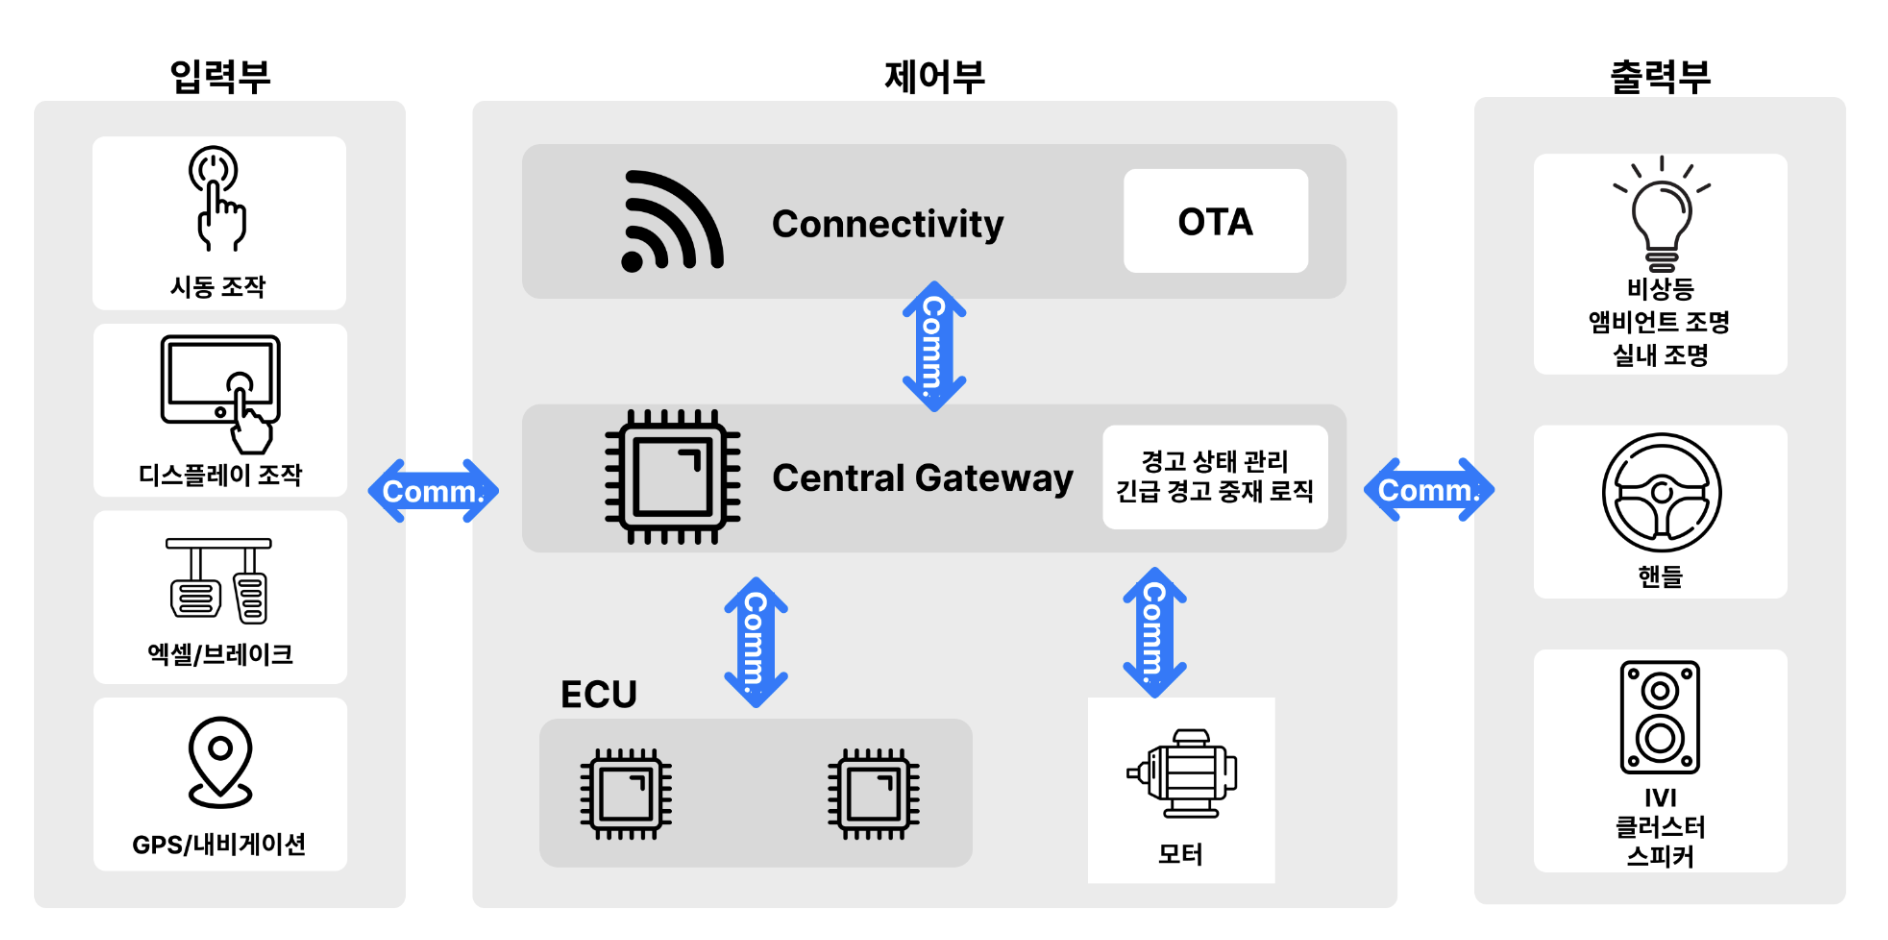 입력부
시동 조작
디스플레이 조작
엑셀/브레이크
GPS/내비게이션
Comm.
제어부
Connectivity
OTA
Comm.
Central Gateway
경고 상태 관리
긴급 경고 중재 로직
Comm.
Comm.
ECU
모터
Comm.
출력부
비상등
앰비언트 조명
실내 조명
핸들
IVI
클러스터
스피커